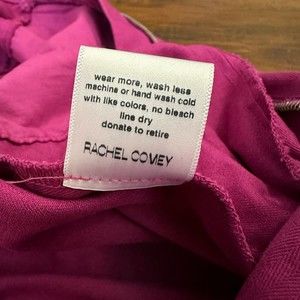 wear more, wash less
machine or hand wash cold
with like colors, no bleach
line dry
donate to retire
RACHEL COMEY